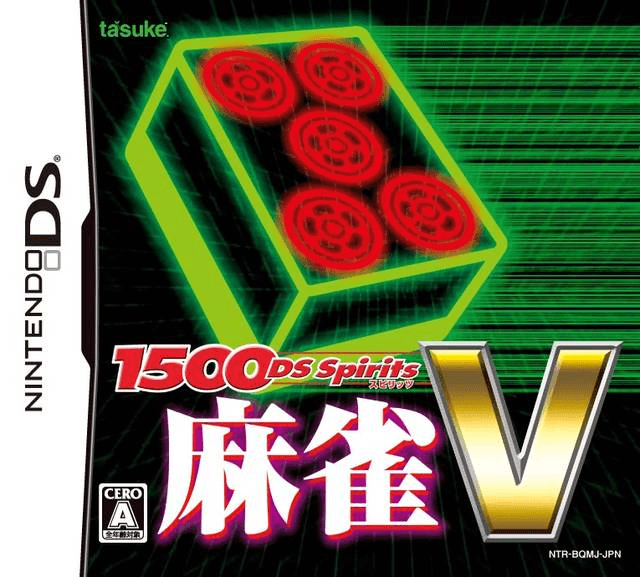 tasuke
NINTENDO DS®
1500 DS Spirits
スピリッツ
麻雀 V
CERO
A
全年齢対象
NTR-BQMJ-JPN